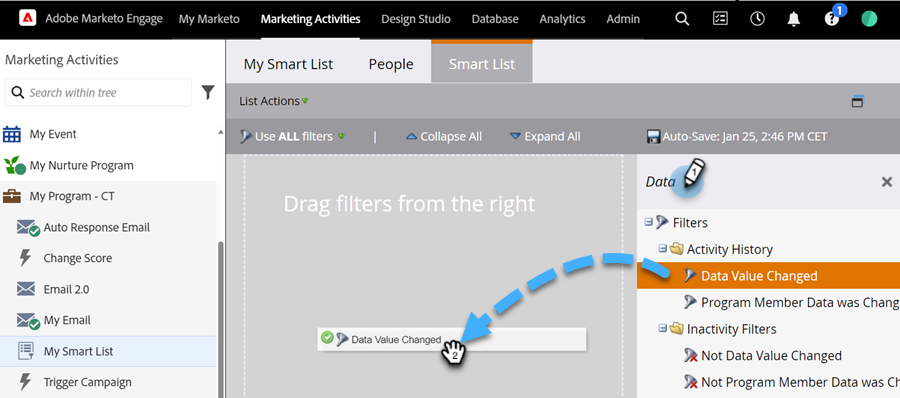 Adobe Marketo Engage My Marketo Marketing Activities Design Studio Database Analytics Admin 1
Marketing Activities
Search within tree
My Event
My Nurture Program
My Program - CT
Auto Response Email
Change Score
Email 2.0
My Email
My Smart List
Trigger Campaign
My Smart List People Smart List
List Actions
Use ALL filters | Collapse All Expand All Auto-Save: Jan 25, 2:46 PM CET
Drag filters from the right
Data Value Changed
2
Data 1
Filters
Activity History
Data Value Changed
Program Member Data was Chang
Inactivity Filters
Not Data Value Changed
Not Program Member Data was Ch